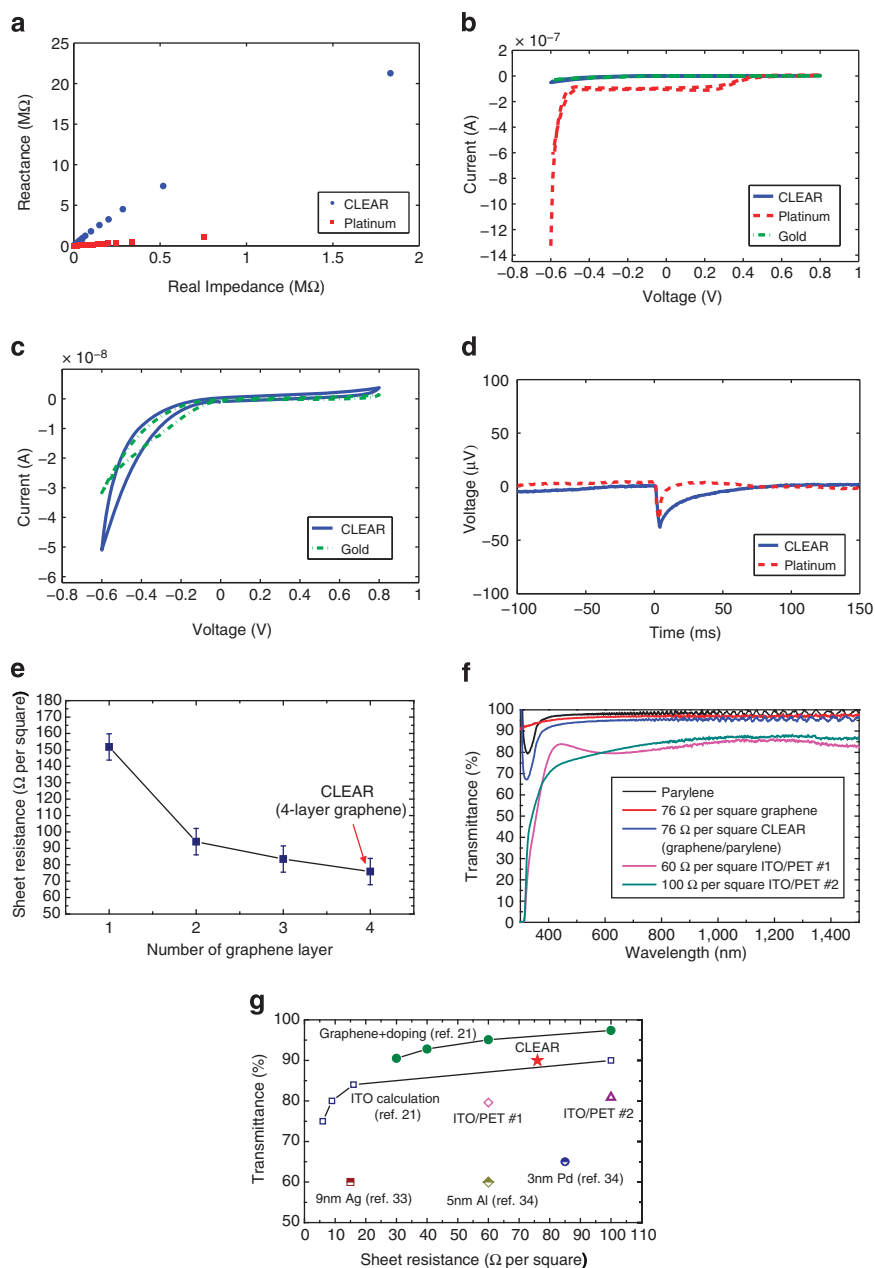 a
25
20
15
10
5
0
Reactance (MΩ)
CLEAR
Platinum
0
0.5
1
1.5
2
Real Impedance (MΩ)
b
× 10⁻⁷
2
0
−2
−4
−6
−8
−10
−12
−14
Current (A)
CLEAR
Platinum
Gold
−0.8
−0.6
−0.4
−0.2
0
0.2
0.4
0.6
0.8
1
Voltage (V)
c
× 10⁻⁸
0
−1
−2
−3
−4
−5
−6
Current (A)
CLEAR
Gold
−0.8
−0.6
−0.4
−0.2
0
0.2
0.4
0.6
0.8
1
Voltage (V)
d
100
50
0
−50
−100
Voltage (µV)
CLEAR
Platinum
−100
−50
0
50
100
150
Time (ms)
e
180
170
160
150
140
130
120
110
100
90
80
70
60
50
Sheet resistance (Ω per square)
CLEAR
(4-layer graphene)
1
2
3
4
Number of graphene layer
f
100
90
80
70
60
50
40
30
20
10
0
Transmittance (%)
Parylene
76 Ω per square graphene
76 Ω per square CLEAR
(graphene/parylene)
60 Ω per square ITO/PET #1
100 Ω per square ITO/PET #2
400
600
800
1,000
1,200
1,400
Wavelength (nm)
g
100
90
80
70
60
50
Transmittance (%)
Graphene+doping (ref. 21)
CLEAR
ITO calculation
(ref. 21)
ITO/PET #1
ITO/PET #2
9nm Ag (ref. 33)
5nm Al (ref. 34)
3nm Pd (ref. 34)
0
10
20
30
40
50
60
70
80
90
100
110
Sheet resistance (Ω per square)